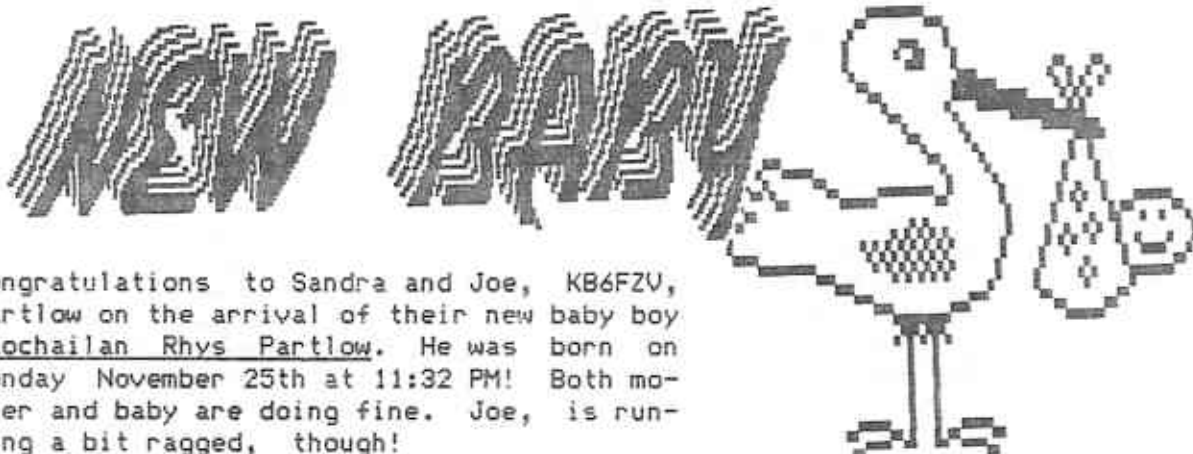 NEW BABY
ngratulations to Sandra and Joe, KB6FZV,
rtlow on the arrival of their new baby boy
ochailan Rhys Partlow. He was born on
nday November 25th at 11:32 PM! Both mo-
er and baby are doing fine. Joe, is run-
ng a bit ragged, though!